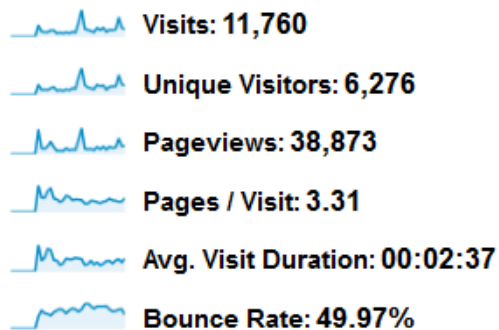 Visits: 11,760
Unique Visitors: 6,276
Pageviews: 38,873
Pages / Visit: 3.31
Avg. Visit Duration: 00:02:37
Bounce Rate: 49.97%